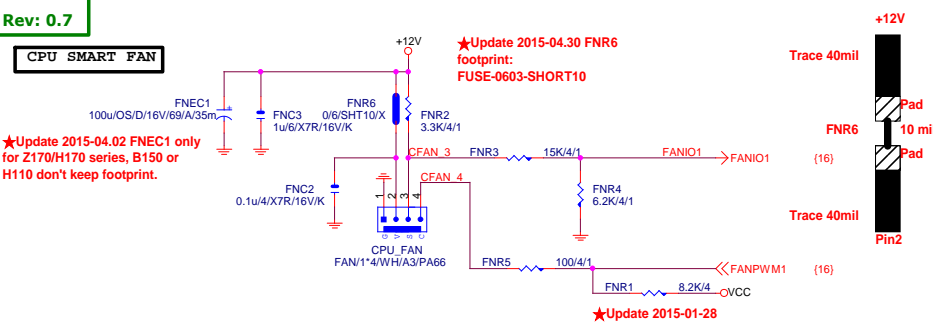 Rev: 0.7
CPU SMART FAN
+12V
★Update 2015-04.30 FNR6
footprint:
FUSE-0603-SHORT10
+12V
Trace 40mil
Pad
FNR6
10 mi
Pad
Trace 40mil
Pin2
FNEC1
100u/OS/D/16V/69/A/35m
FNC3
1u/6/X7R/16V/K
FNR6
0/6/SHT10/X
FNR2
3.3K/4/1
★Update 2015-04.02 FNEC1 only
for Z170/H170 series, B150 or
H110 don't keep footprint.
CFAN_3
FNR3
15K/4/1
FANIO1
FANIO1
{16}
FNC2
0.1u/4/X7R/16V/K
CFAN_4
FNR4
6.2K/4/1
1
2
3
4
G
V
S
C
CPU_FAN
FAN/1*4/WH/A3/PA66
FNR5
100/4/1
FANPWM1
{16}
FNR1
8.2K/4
VCC
★Update 2015-01-28